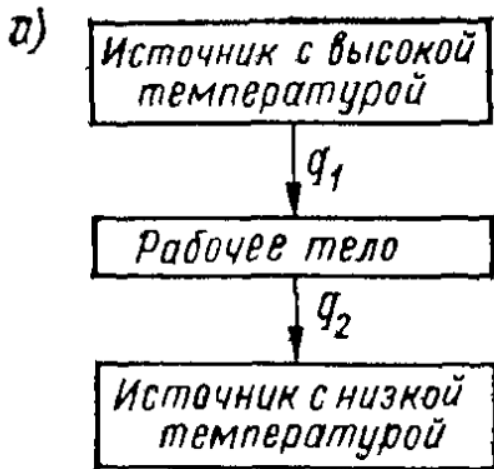 а)
Источник с высокой
температурой
q₁
Рабочее тело
q₂
Источник с низкой
температурой